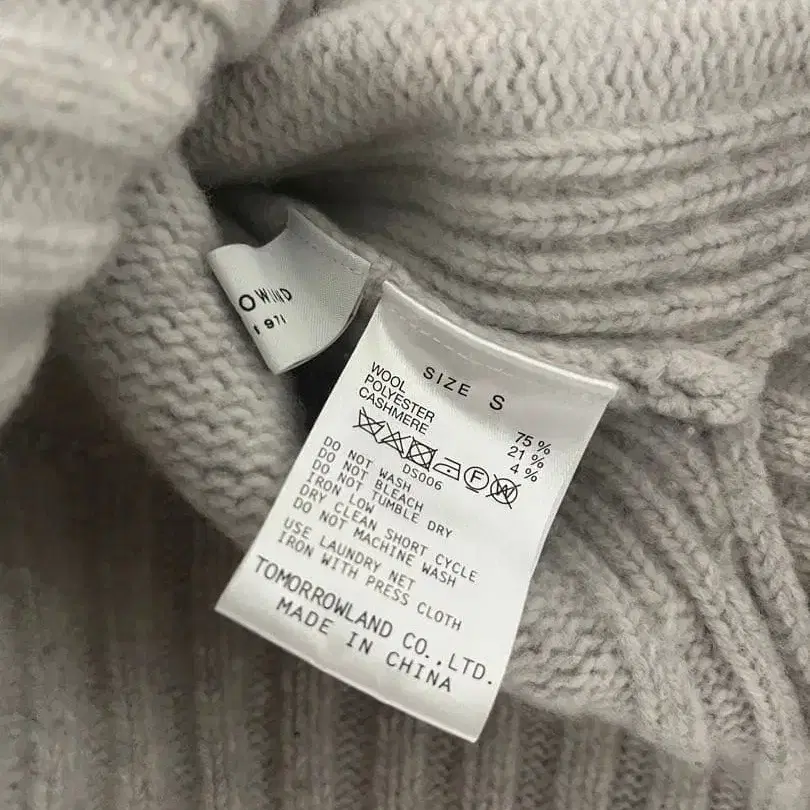 SIZE S
WOOL 75 %
POLYESTER 21 %
CASHMERE 4 %
DS006
DO NOT WASH
DO NOT BLEACH
DO NOT TUMBLE DRY
IRON LOW
DRY CLEAN SHORT CYCLE
DO NOT MACHINE WASH
USE LAUNDRY NET
IRON WITH PRESS CLOTH
TOMORROWLAND CO.,LTD.
MADE IN CHINA